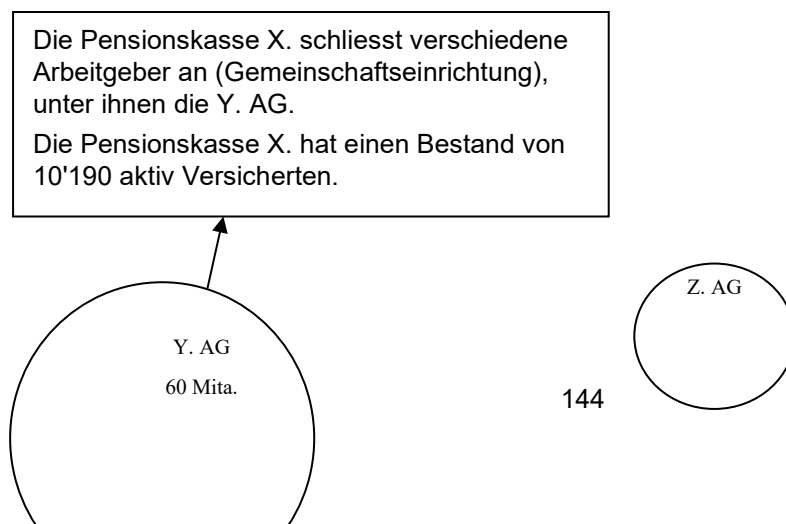 Die Pensionskasse X. schliesst verschiedene
Arbeitgeber an (Gemeinschaftseinrichtung),
unter ihnen die Y. AG.
Die Pensionskasse X. hat einen Bestand von
10'190 aktiv Versicherten.
Z. AG
Y. AG
60 Mita.
144